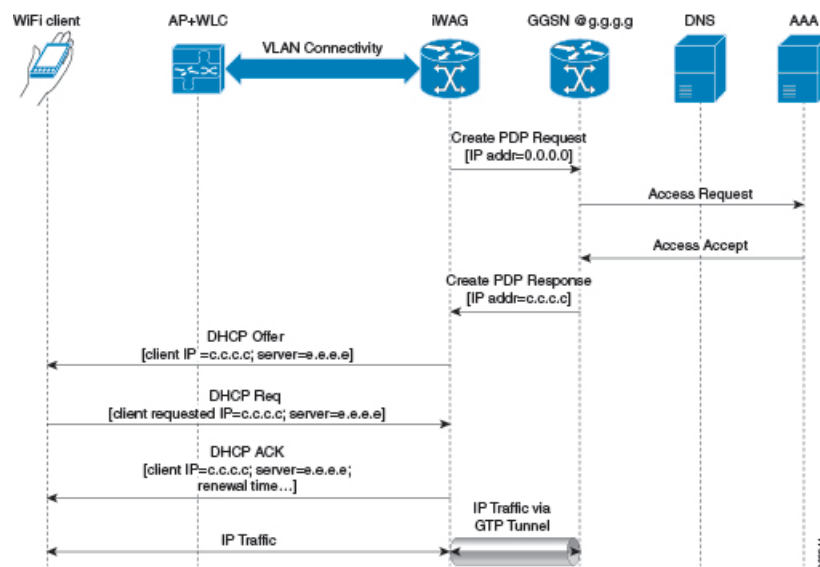 WiFi client
AP+WLC
iWAG
GGSN @g.g.g.g
DNS
AAA
VLAN Connectivity
Create PDP Request
[IP addr=0.0.0.0]
Access Request
Access Accept
Create PDP Response
[IP addr=c.c.c.c]
DHCP Offer
[client IP =c.c.c.c; server=e.e.e.e]
DHCP Req
[client requested IP=c.c.c.c; server=e.e.e.e]
DHCP ACK
[client IP=c.c.c.c; server=e.e.e.e;
renewal time...]
IP Traffic via
GTP Tunnel
IP Traffic